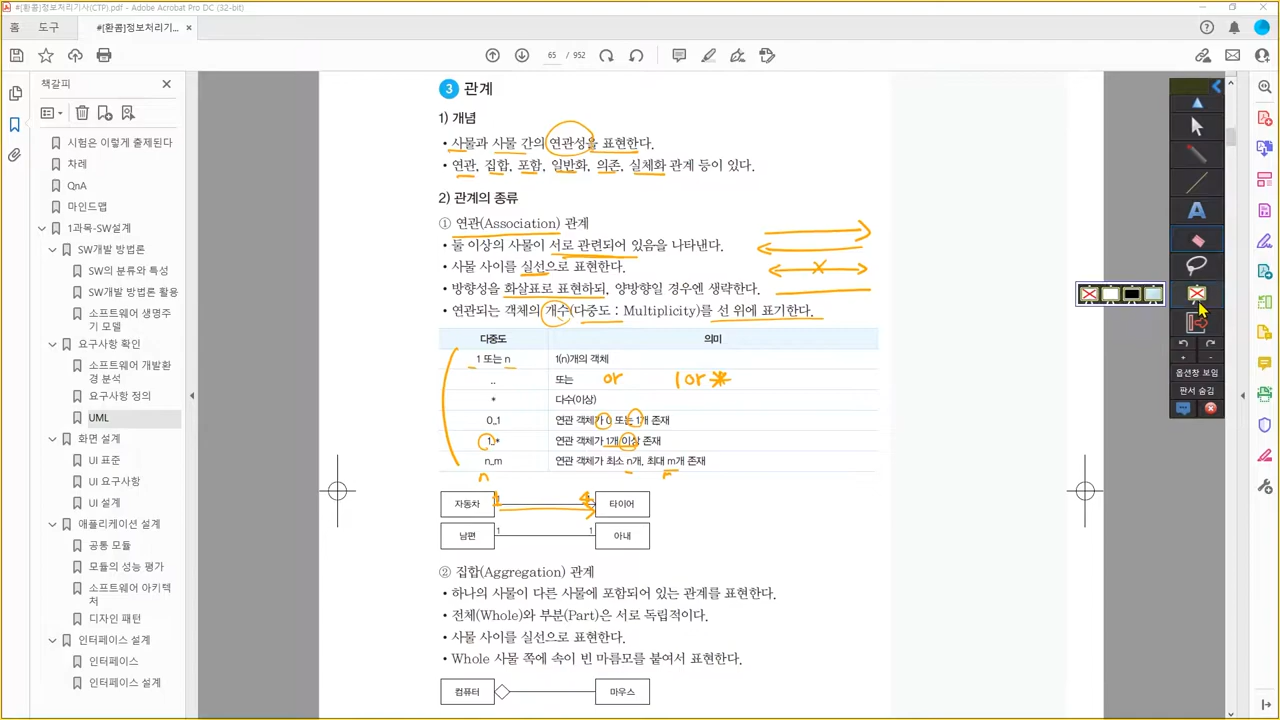 #[환콤]정보처리기사(CTP).pdf - Adobe Acrobat Pro DC (32-bit)
홈
도구
#[환콤]정보처리기...
65 / 952
책갈피
시험은 이렇게 출제된다
차례
QnA
마인드맵
1과목-SW설계
SW개발 방법론
SW의 분류와 특성
SW개발 방법론 활용
소프트웨어 생명주
기 모델
요구사항 확인
소프트웨어 개발환
경 분석
요구사항 정의
UML
화면 설계
UI 표준
UI 요구사항
UI 설계
애플리케이션 설계
공통 모듈
모듈의 성능 평가
소프트웨어 아키텍
처
디자인 패턴
인터페이스 설계
인터페이스
인터페이스 설계
3 관계
1) 개념
• 사물과 사물 간의 연관성을 표현한다.
• 연관, 집합, 포함, 일반화, 의존, 실체화 관계 등이 있다.
2) 관계의 종류
① 연관(Association) 관계
• 둘 이상의 사물이 서로 관련되어 있음을 나타낸다.
• 사물 사이를 실선으로 표현한다.
• 방향성을 화살표로 표현하되, 양방향일 경우엔 생략한다.
• 연관되는 객체의 개수(다중도 : Multiplicity)를 선 위에 표기한다.
다중도 의미
1 또는 n 1(n)개의 객체
.. 또는 or 1 or *
* 다수(이상)
0..1 연관 객체가 0 또는 1개 존재
1..* 연관 객체가 1개 이상 존재
n..m 연관 객체가 최소 n개, 최대 m개 존재
n
자동차 1 4 타이어
남편 1 1 아내
② 집합(Aggregation) 관계
• 하나의 사물이 다른 사물에 포함되어 있는 관계를 표현한다.
• 전체(Whole)와 부분(Part)은 서로 독립적이다.
• 사물 사이를 실선으로 표현한다.
• Whole 사물 쪽에 속이 빈 마름모를 붙여서 표현한다.
컴퓨터 마우스
A
옵션창 보임
판서 숨김